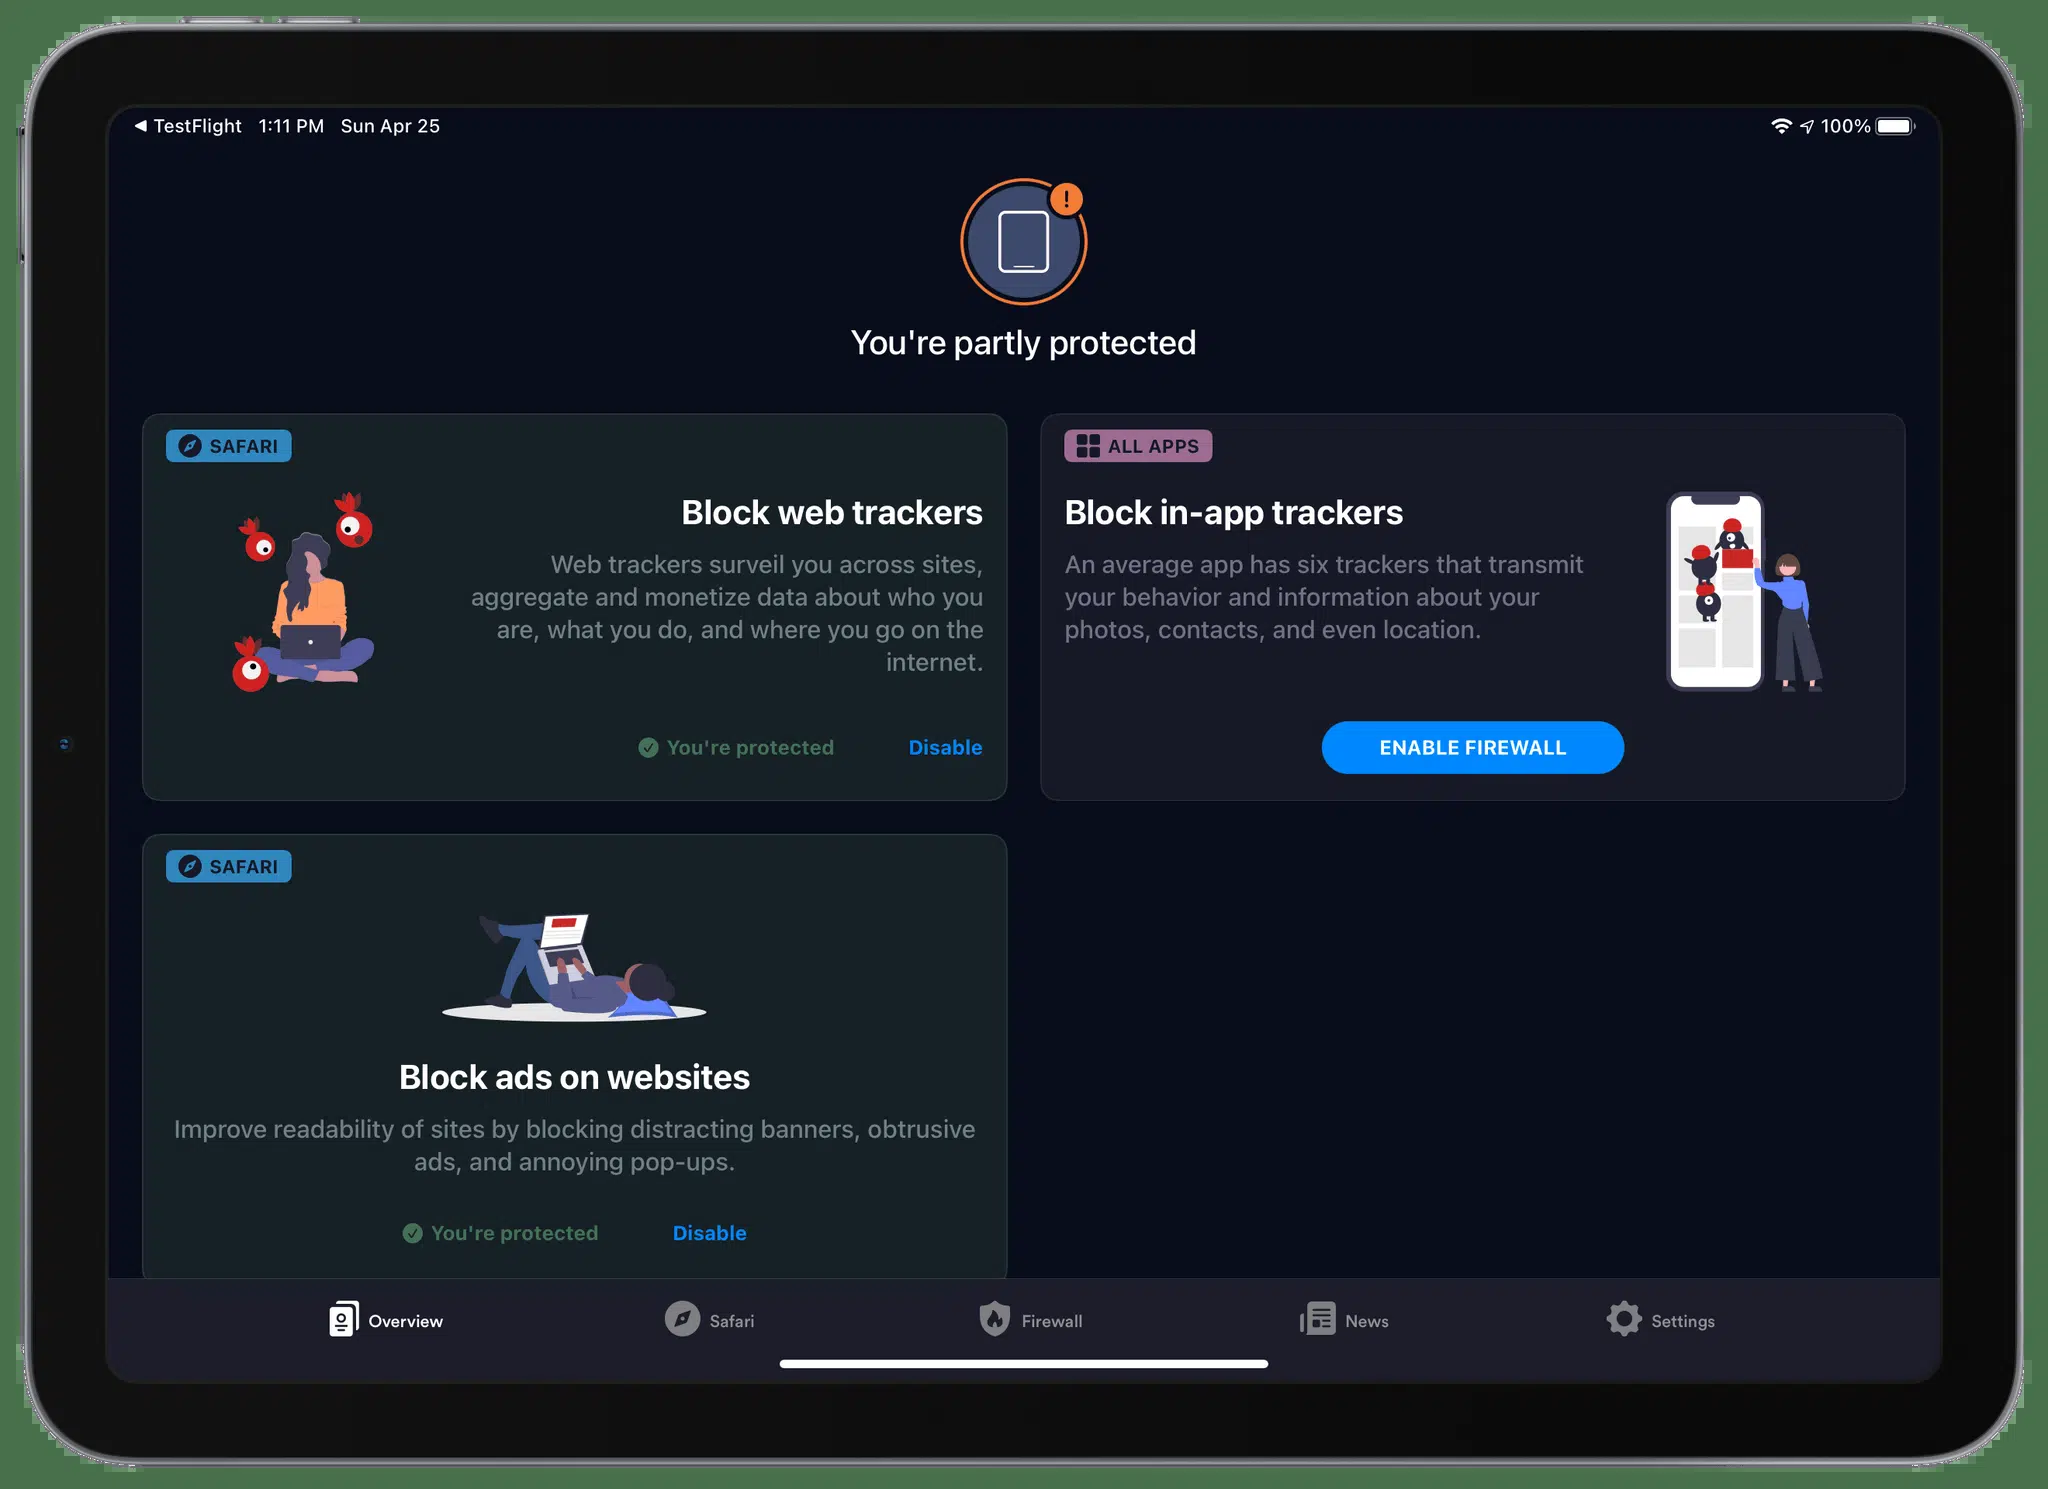 ◀ TestFlight 1:11 PM Sun Apr 25
100%
!
You're partly protected
SAFARI
Block web trackers
Web trackers surveil you across sites,
aggregate and monetize data about who you
are, what you do, and where you go on the
internet.
You're protected
Disable
ALL APPS
Block in-app trackers
An average app has six trackers that transmit
your behavior and information about your
photos, contacts, and even location.
ENABLE FIREWALL
SAFARI
Block ads on websites
Improve readability of sites by blocking distracting banners, obtrusive
ads, and annoying pop-ups.
You're protected
Disable
Overview
Safari
Firewall
News
Settings